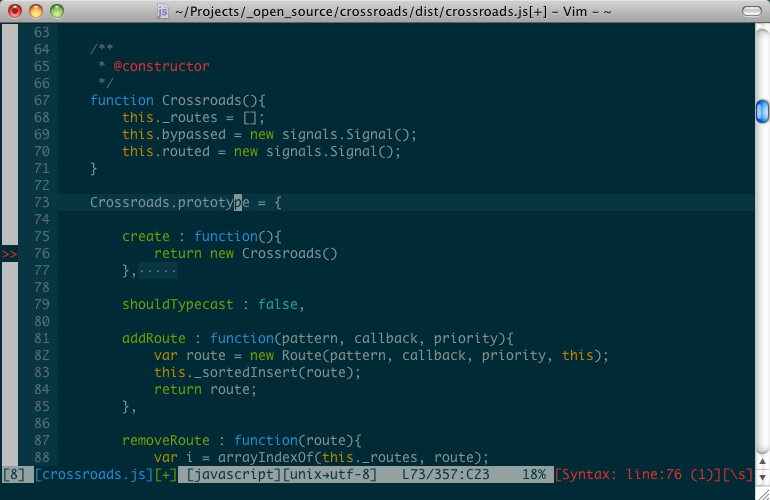 ~/Projects/_open_source/crossroads/dist/crossroads.js[+] - Vim - ~
63
64 /**
65 * @constructor
66 */
67 function Crossroads(){
68 this._routes = [];
69 this.bypassed = new signals.Signal();
70 this.routed = new signals.Signal();
71 }
72
73 Crossroads.prototype = {
74
75 create : function(){
>> 76 return new Crossroads()
77 },·····
78
79 shouldTypecast : false,
80
81 addRoute : function(pattern, callback, priority){
82 var route = new Route(pattern, callback, priority, this);
83 this._sortedInsert(route);
84 return route;
85 },
86
87 removeRoute : function(route){
88 var i = arrayIndexOf(this._routes, route);
[8] [crossroads.js][+] [javascript][unix→utf-8] L73/357:C23 18% [Syntax: line:76 (1)][\s]